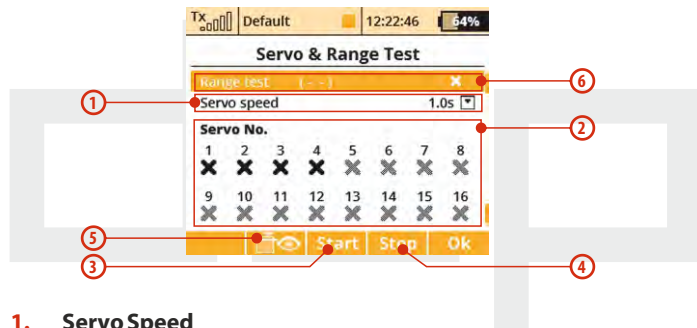 Tx Default 12:22:46 64%
Servo & Range Test
Range test (--)
6
1
Servo speed 1.0s
2
Servo No.
1 2 3 4 5 6 7 8
9 10 11 12 13 14 15 16
5
Start Stop Ok
3
4
1. Servo Speed